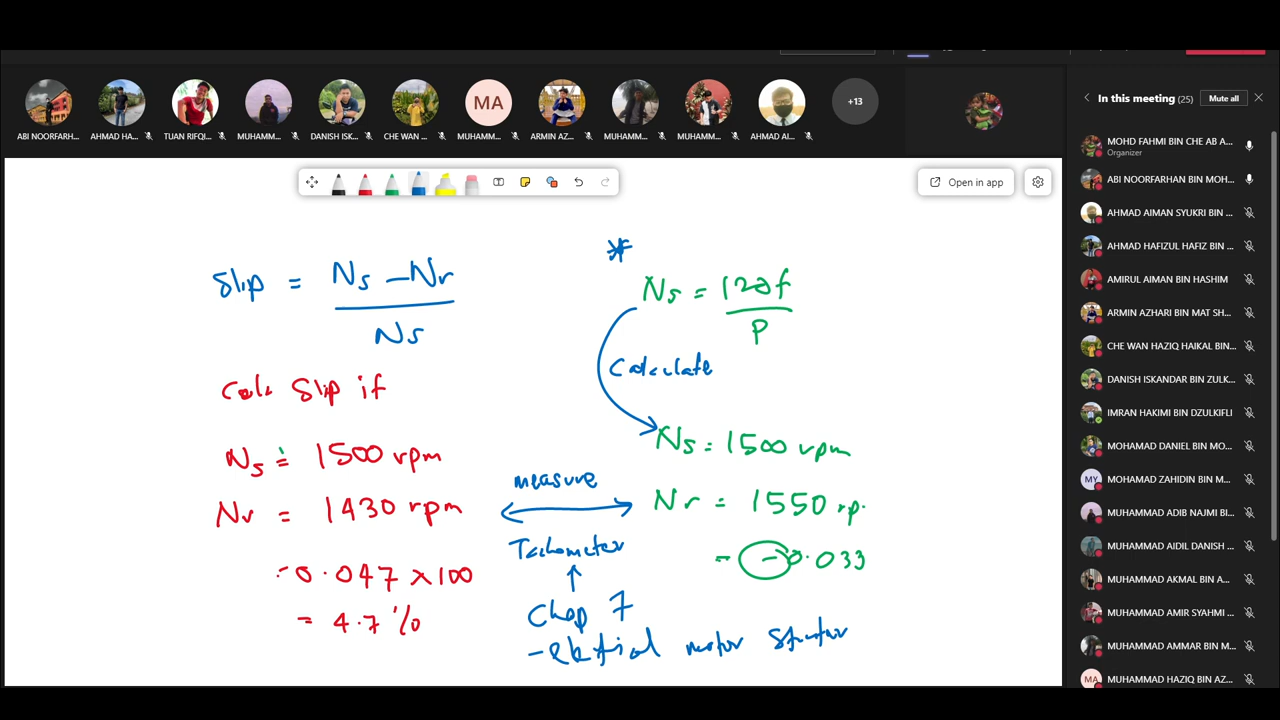 ABI NOORFARH...
AHMAD HA...
TUAN RIFQI...
MUHAMM...
DANISH ISK...
CHE WAN ...
MA
MUHAMM...
ARMIN AZ...
MUHAMM...
MUHAMM...
AHMAD AI...
+13
In this meeting (25)
Mute all
MOHD FAHMI BIN CHE AB A...
Organizer
ABI NOORFARHAN BIN MOH...
AHMAD AIMAN SYUKRI BIN ...
AHMAD HAFIZUL HAFIZ BIN ...
AMIRUL AIMAN BIN HASHIM
ARMIN AZHARI BIN MAT SH...
CHE WAN HAZIQ HAIKAL BIN...
DANISH ISKANDAR BIN ZULK...
IMRAN HAKIMI BIN DZULKIFLI
MOHAMAD DANIEL BIN MO...
MY MOHAMAD ZAHIDIN BIN M...
MUHAMMAD ADIB NAJMI BI...
MUHAMMAD AIDIL DANISH ...
MUHAMMAD AKMAL BIN A...
MUHAMMAD AMIR SYAHMI ...
MUHAMMAD AMMAR BIN M...
MA MUHAMMAD HAZIQ BIN AZ...
Open in app
Slip = Ns - Nr
Ns
Calc Slip if
Ns = 1500 rpm
Nr = 1430 rpm
= 0.047 x 100
= 4.7 %
*
Ns = 120f
P
Calculate
Ns = 1500 rpm
measure
Nr = 1550 rp.
Tachometer
= -0.033
Chap 7
motor starter